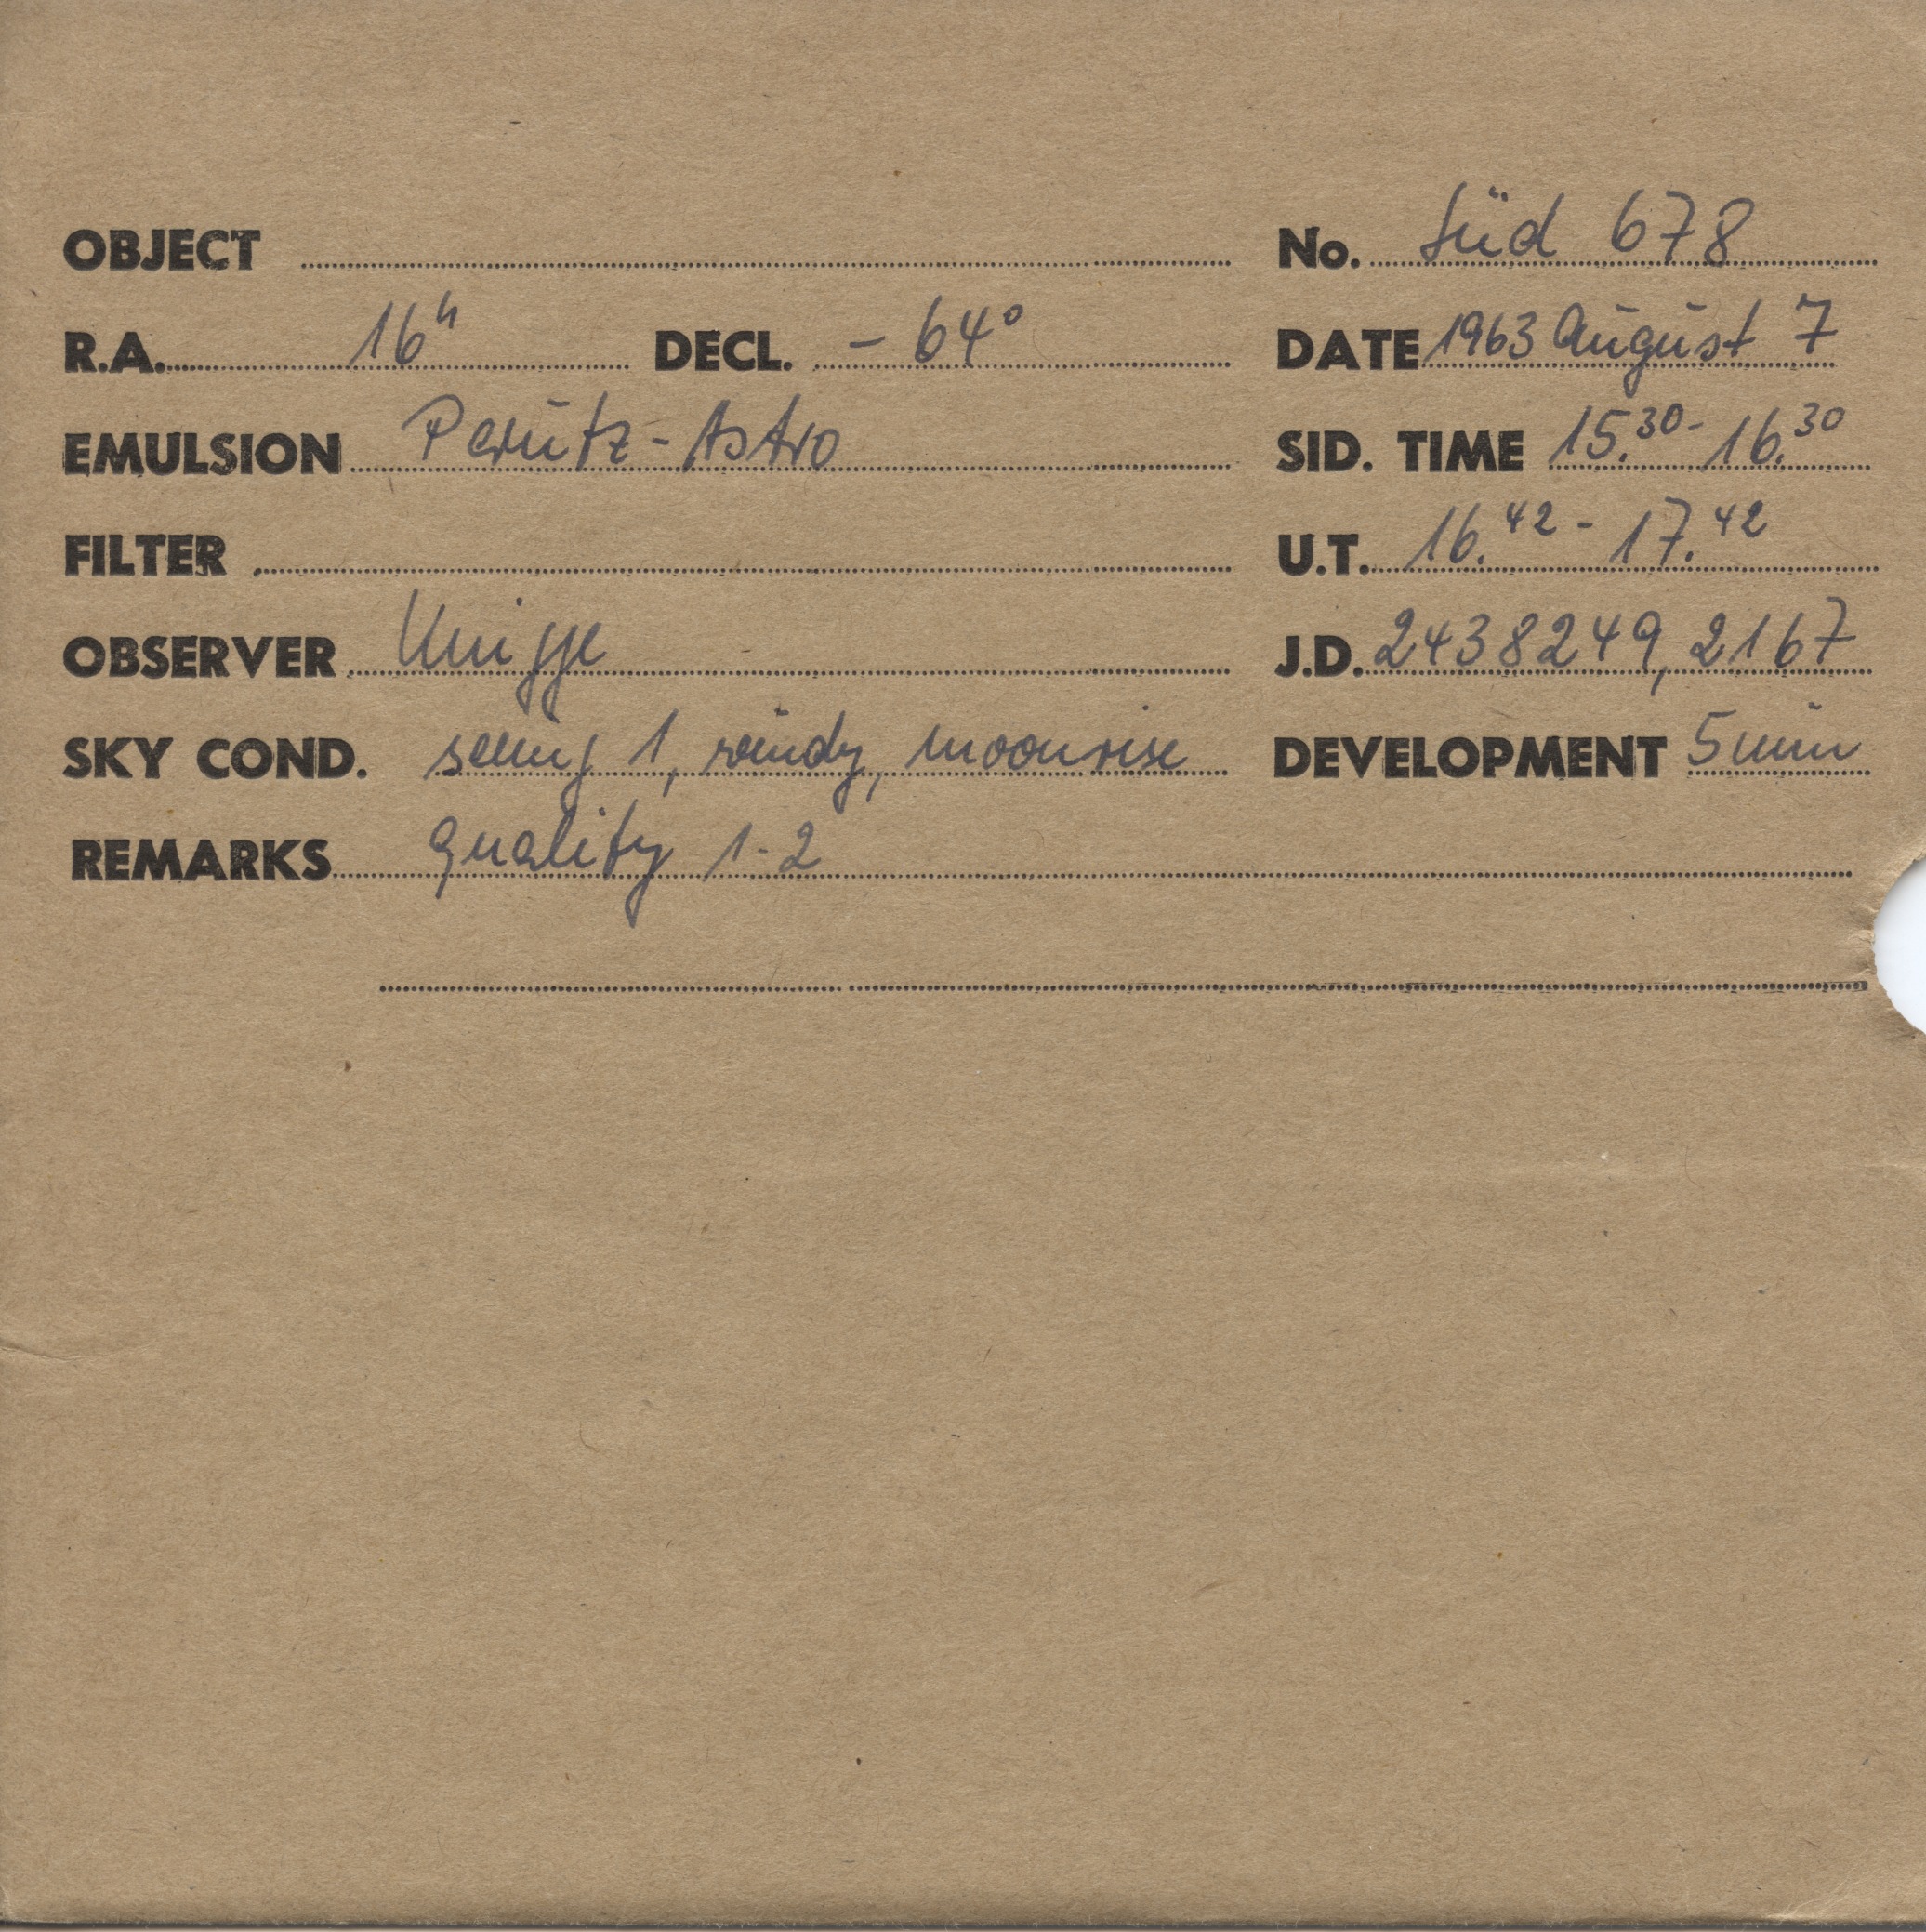 OBJECT No. Süd 678
R.A. 16h DECL. - 64° DATE 1963 August 7
EMULSION Perutz-Astro SID. TIME 15.30 - 16.30
FILTER U.T. 16.42 - 17.42
OBSERVER Knigge J.D. 2438249,2167
SKY COND. seeing 1, windy, moonrise DEVELOPMENT 5 min
REMARKS quality 1-2